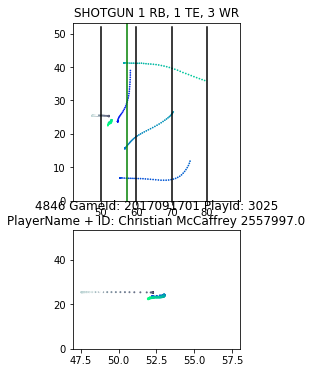 SHOTGUN 1 RB, 1 TE, 3 WR
50
40
30
20
10
0
50 60 70 80
4846 GameId: 2017091701 PlayId: 3025
PlayerName + ID: Christian McCaffrey 2557997.0
40
20
0
47.5 50.0 52.5 55.0 57.5